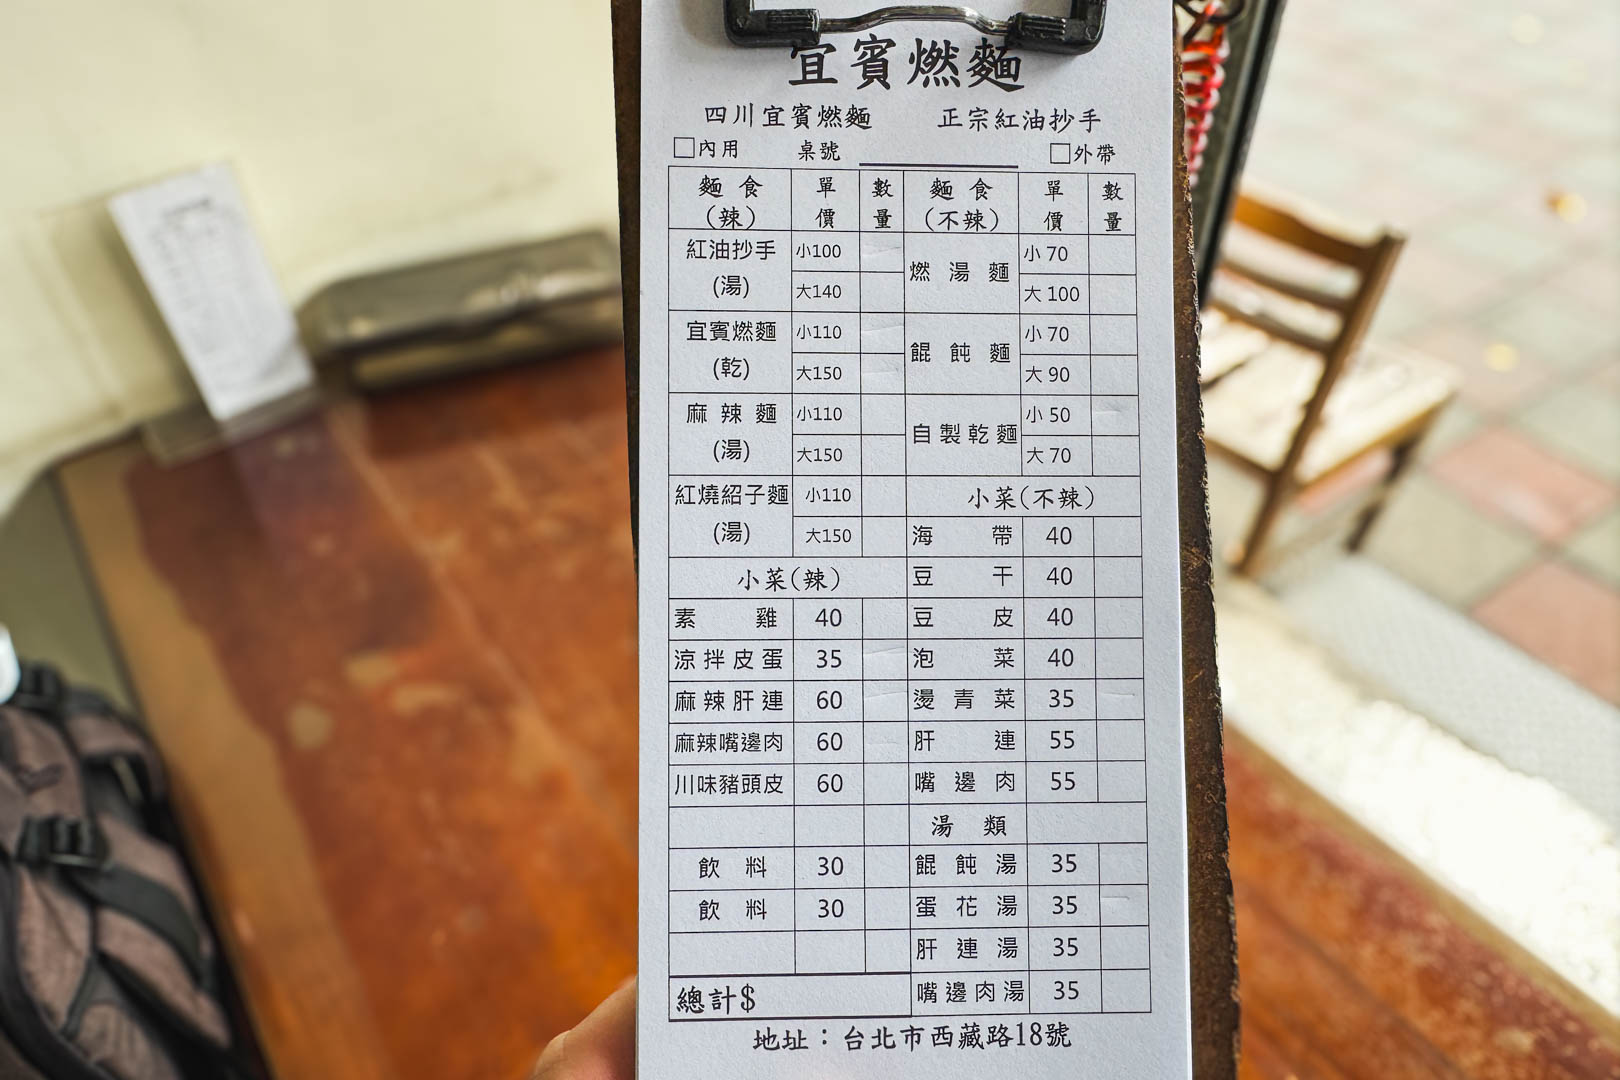 宜賓燃麵
四川宜賓燃麵 正宗紅油抄手
□內用 桌號 □外帶
麵食(辣) 單價 數量 麵食(不辣) 單價 數量
紅油抄手(湯) 小100 燃湯麵 小70
大140 大100
宜賓燃麵(乾) 小110 餛飩麵 小70
大150 大90
麻辣麵(湯) 小110 自製乾麵 小50
大150 大70
紅燒紹子麵(湯) 小110 小菜(不辣)
大150 海帶 40
小菜(辣) 豆干 40
素雞 40 豆皮 40
涼拌皮蛋 35 泡菜 40
麻辣肝連 60 燙青菜 35
麻辣嘴邊肉 60 肝連 55
川味豬頭皮 60 嘴邊肉 55
湯類
飲料 30 餛飩湯 35
飲料 30 蛋花湯 35
肝連湯 35
總計$ 嘴邊肉湯 35
地址：台北市西藏路18號